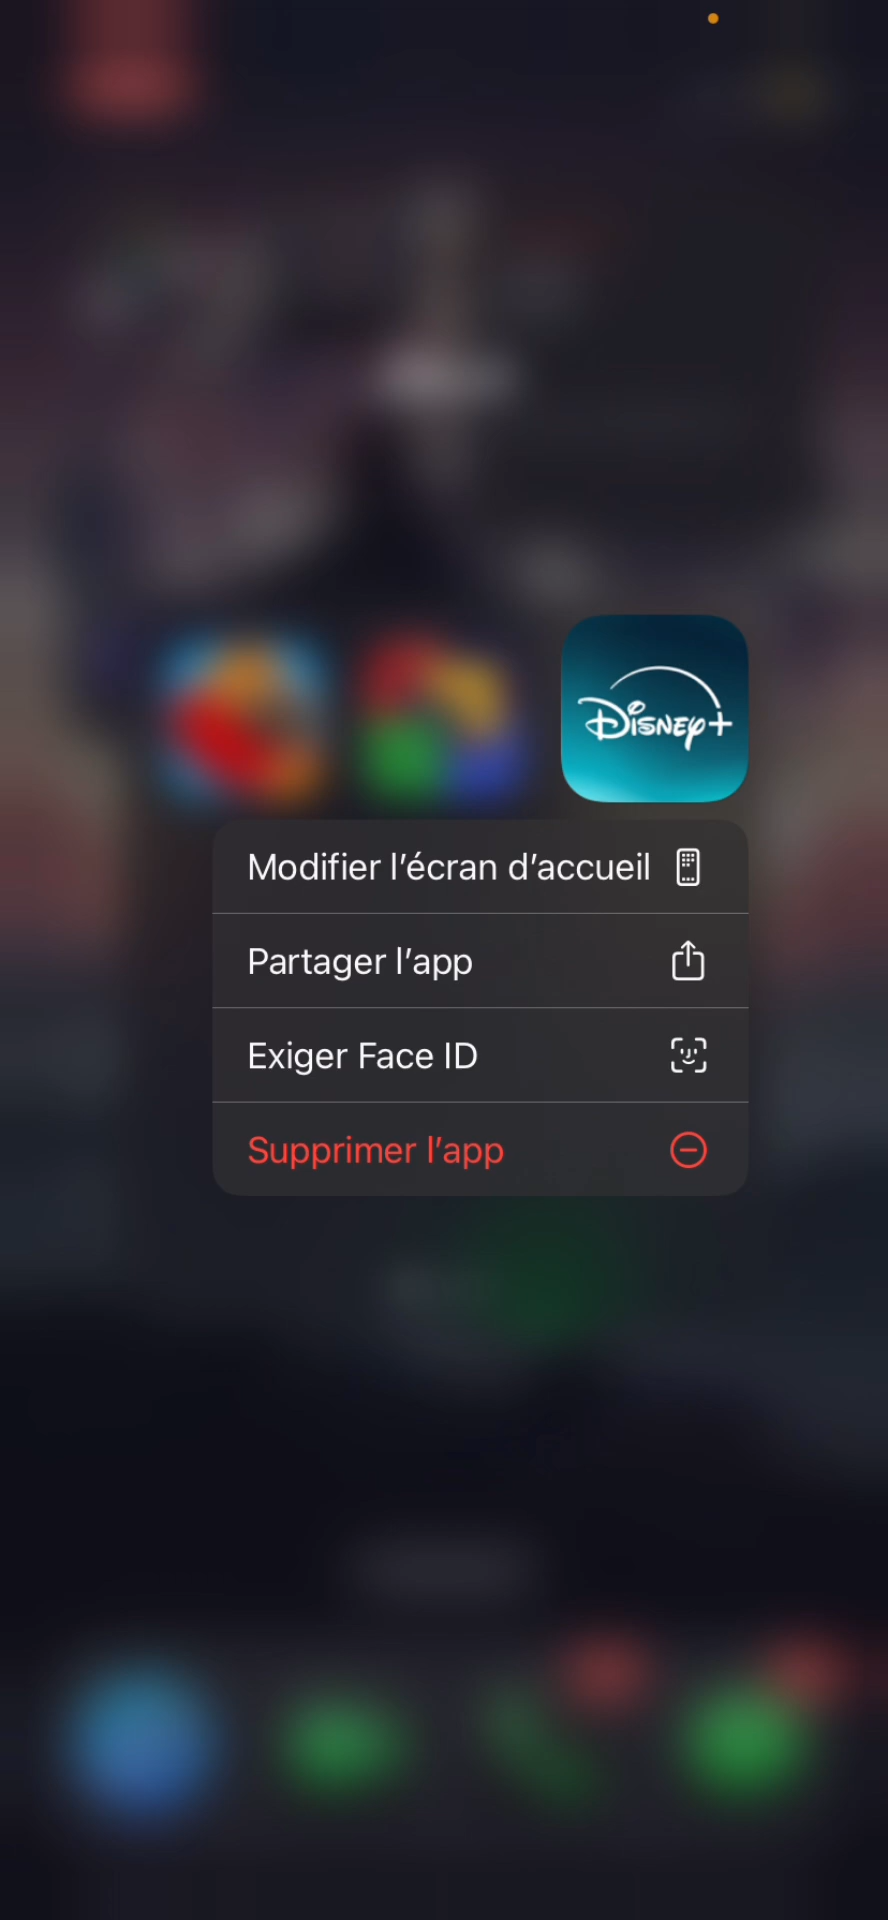 Disney+
Modifier l’écran d’accueil
Partager l’app
Exiger Face ID
Supprimer l’app